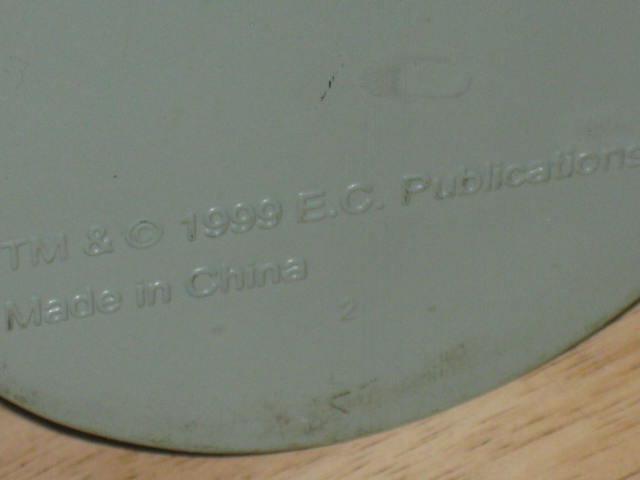 TM & © 1999 E.C. Publications
Made in China
2